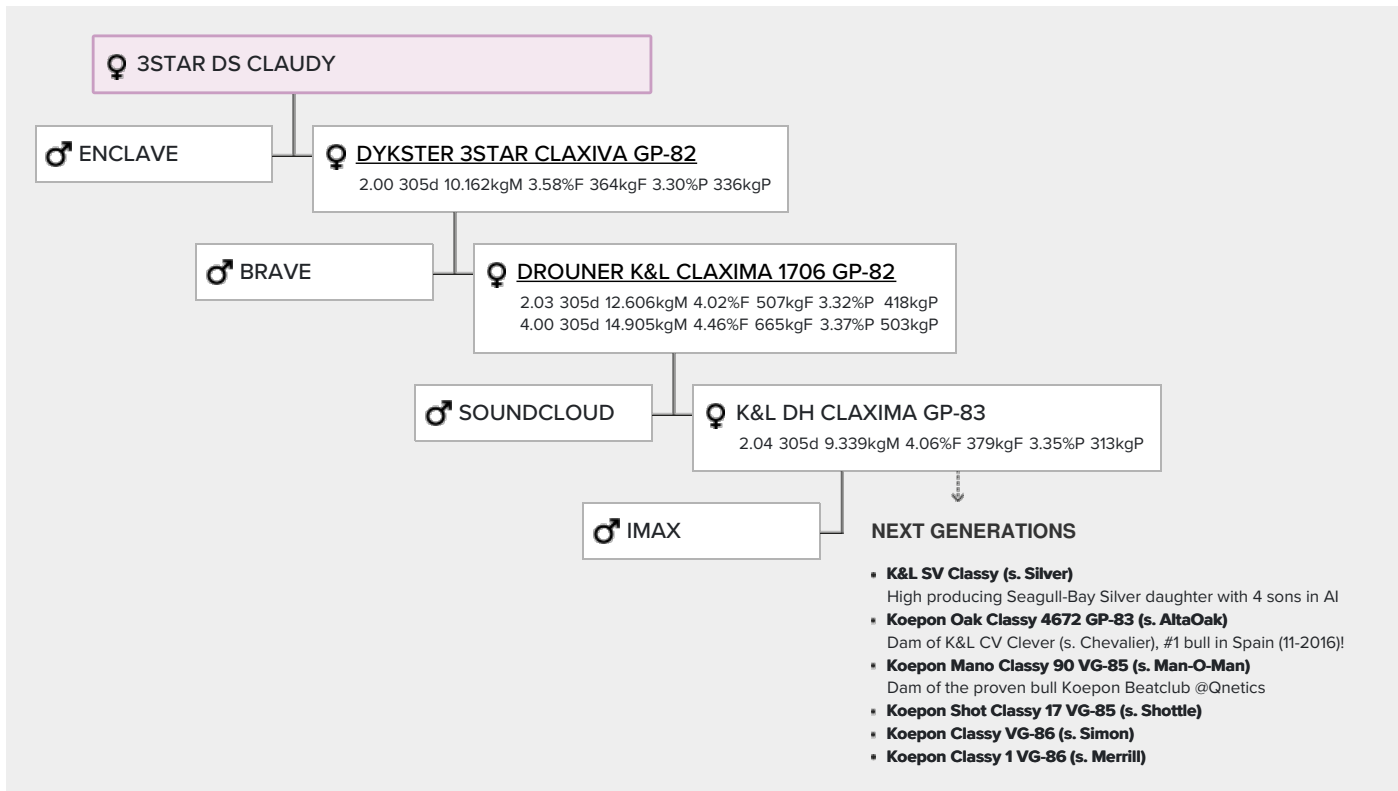 3STAR DS CLAUDY
ENCLAVE
DYKSTER 3STAR CLAXIVA GP-82
2.00 305d 10.162kgM 3.58%F 364kgF 3.30%P 336kgP
BRAVE
DROUNER K&L CLAXIMA 1706 GP-82
2.03 305d 12.606kgM 4.02%F 507kgF 3.32%P 418kgP
4.00 305d 14.905kgM 4.46%F 665kgF 3.37%P 503kgP
SOUNDCLOUD
K&L DH CLAXIMA GP-83
2.04 305d 9.339kgM 4.06%F 379kgF 3.35%P 313kgP
IMAX
NEXT GENERATIONS
K&L SV Classy (s. Silver)
High producing Seagull-Bay Silver daughter with 4 sons in AI
Koepon Oak Classy 4672 GP-83 (s. AltaOak)
Dam of K&L CV Clever (s. Chevalier), #1 bull in Spain (11-2016)!
Koepon Mano Classy 90 VG-85 (s. Man-O-Man)
Dam of the proven bull Koepon Beatclub @Qnetics
Koepon Shot Classy 17 VG-85 (s. Shottle)
Koepon Classy VG-86 (s. Simon)
Koepon Classy 1 VG-86 (s. Merrill)